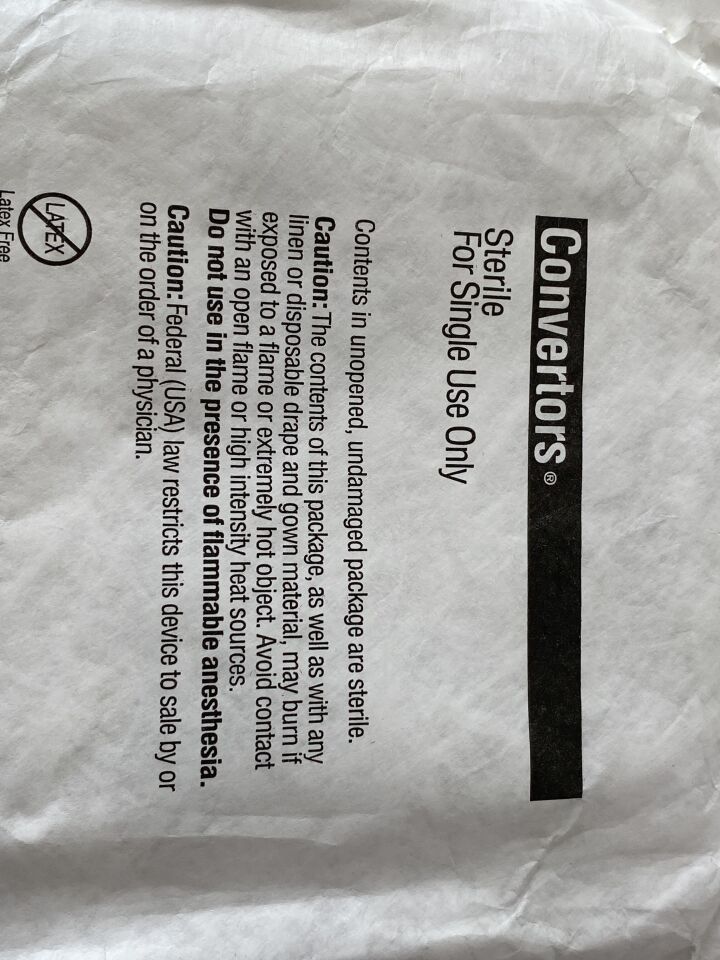 Convertors®
Sterile
For Single Use Only
Contents in unopened, undamaged package are sterile.
Caution: The contents of this package, as well as with any
linen or disposable drape and gown material, may burn if
exposed to a flame or extremely hot object. Avoid contact
with an open flame or high intensity heat sources.
Do not use in the presence of flammable anesthesia.
Caution: Federal (USA) law restricts this device to sale by or
on the order of a physician.
LATEX
Latex Free